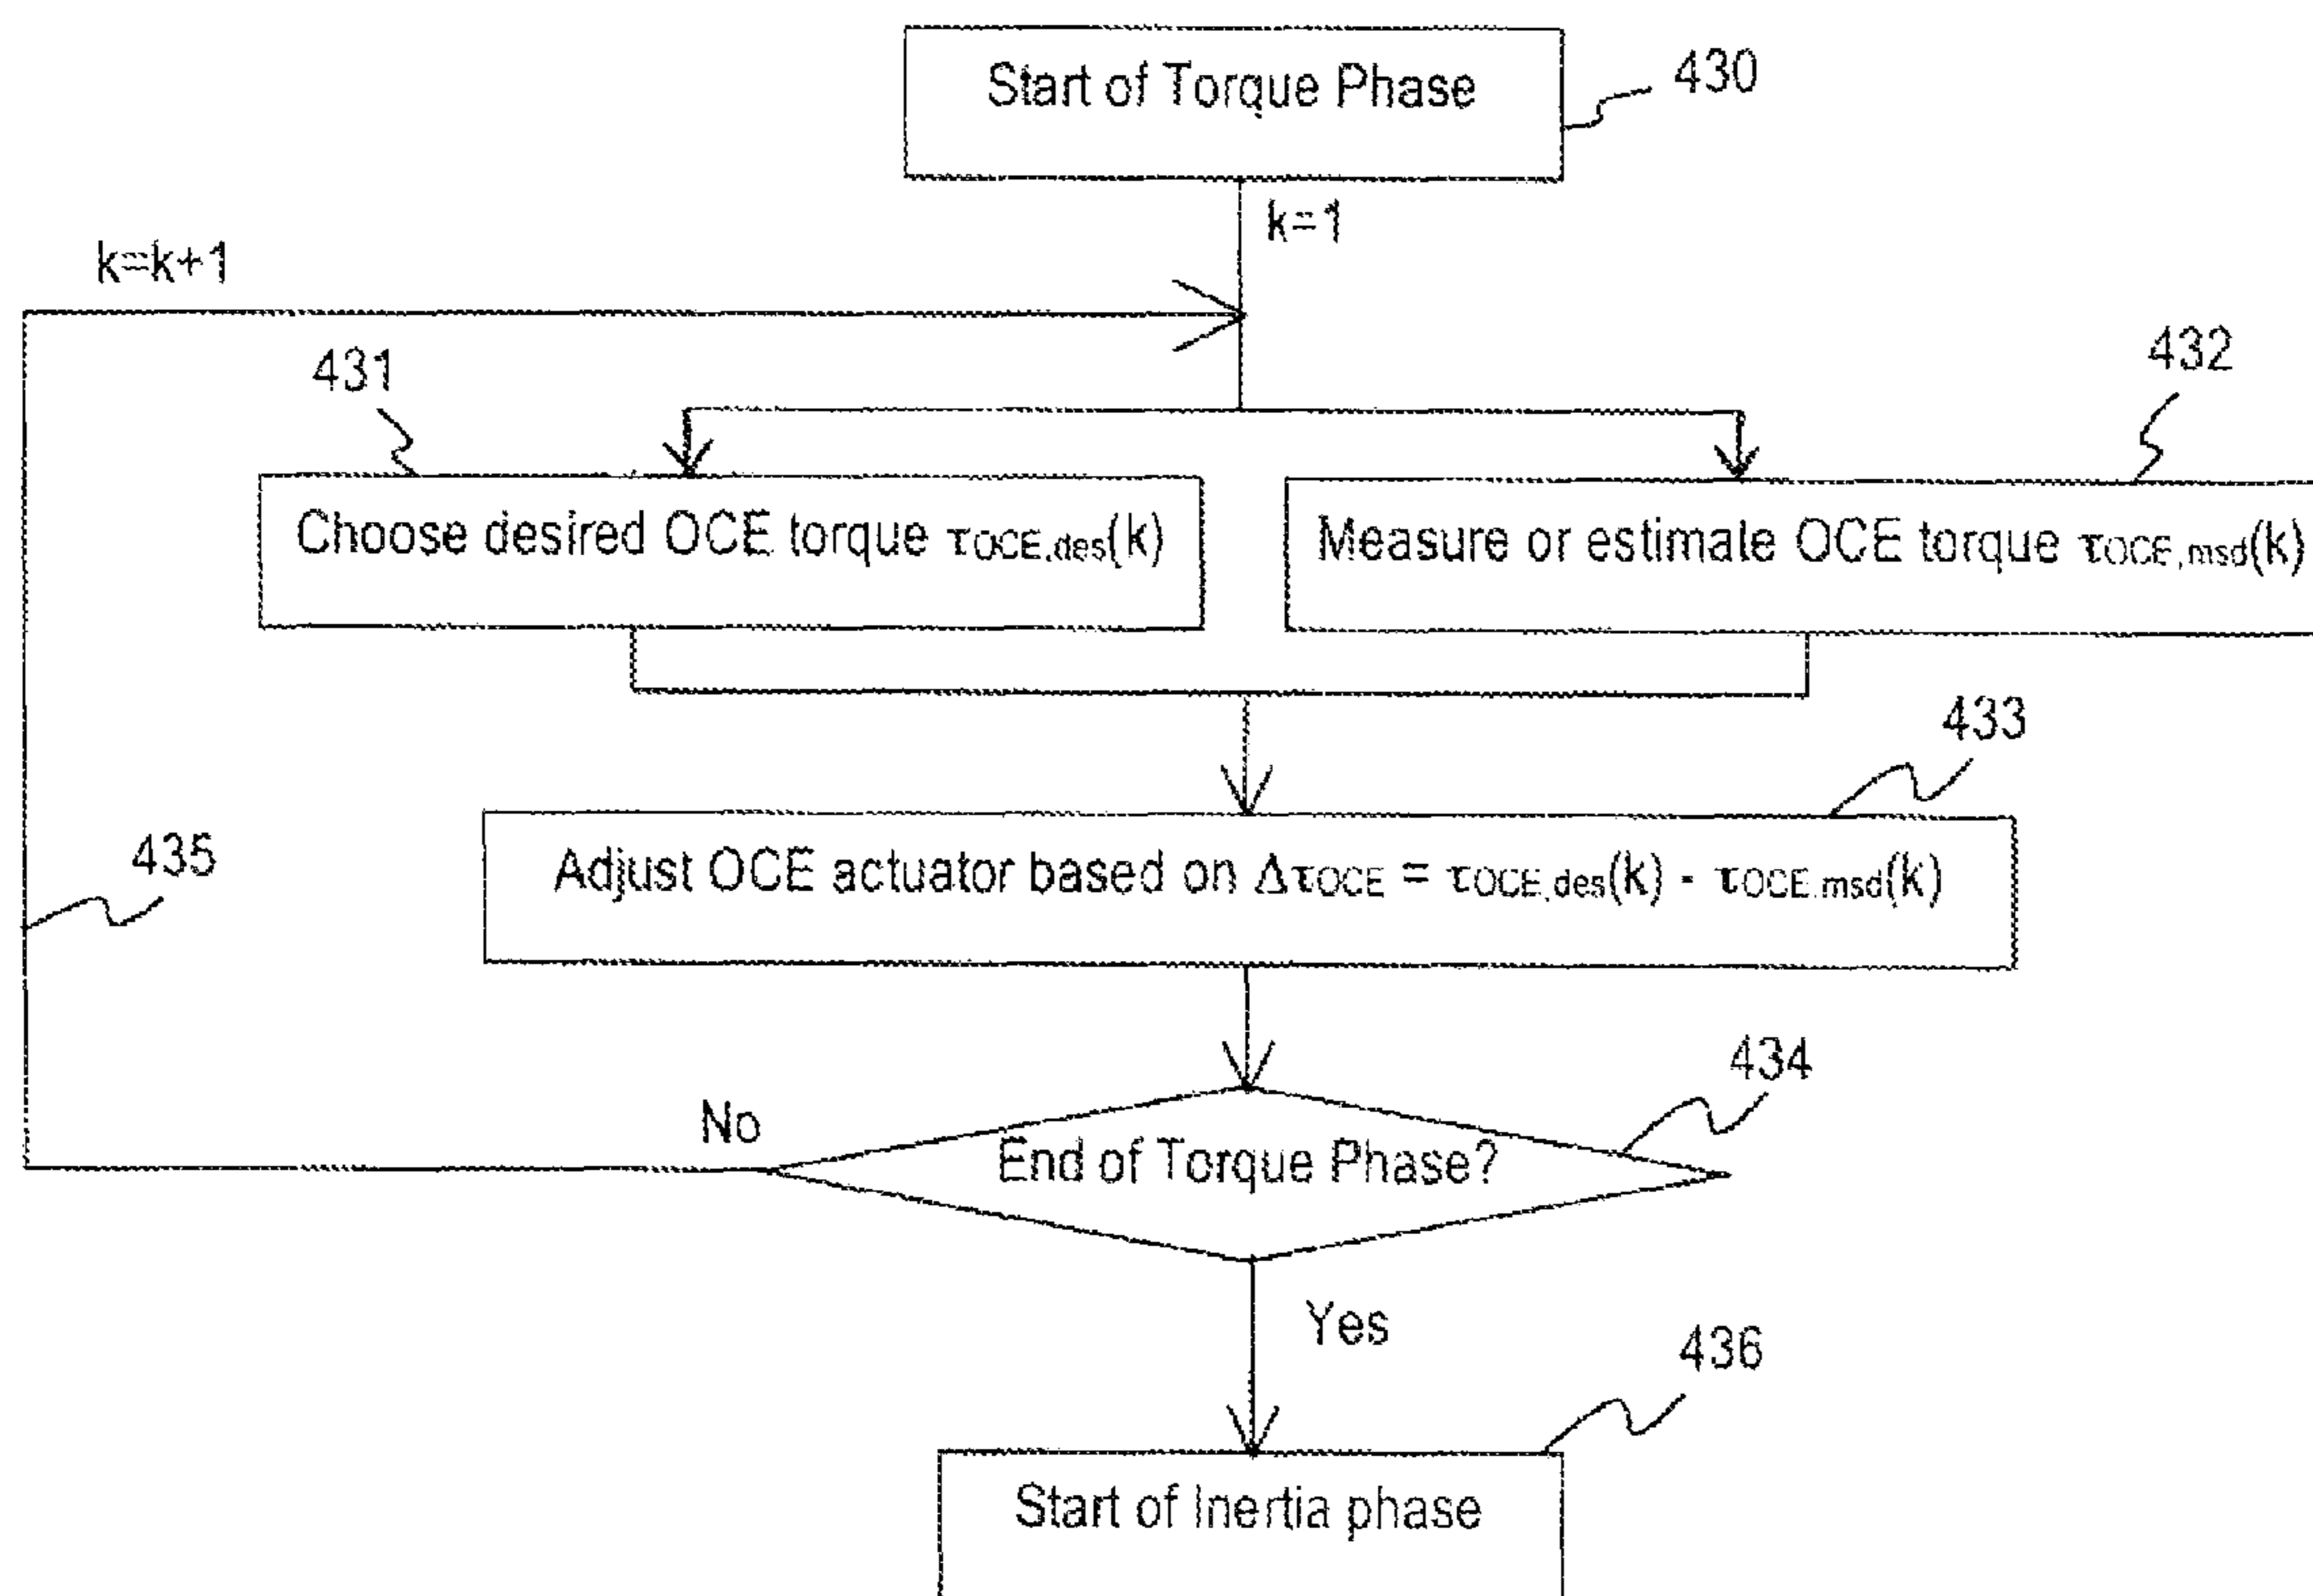 Start of Torque Phase
430
k=1
k=k+1
431
432
Choose desired OCE torque τOCE,des(k)
Measure or estimate OCE torque τOCE,msd(k)
433
Adjust OCE actuator based on ΔτOCE = τOCE,des(k) - τOCE,msd(k)
435
434
No
End of Torque Phase?
Yes
436
Start of Inertia phase